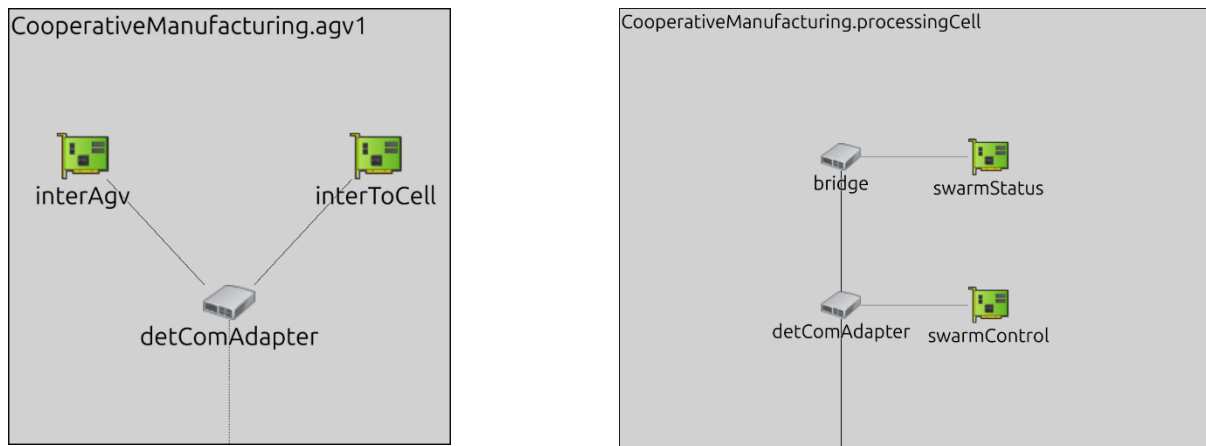 CooperativeManufacturing.agv1
interAgv
interToCell
detComAdapter
CooperativeManufacturing.processingCell
bridge
swarmStatus
detComAdapter
swarmControl